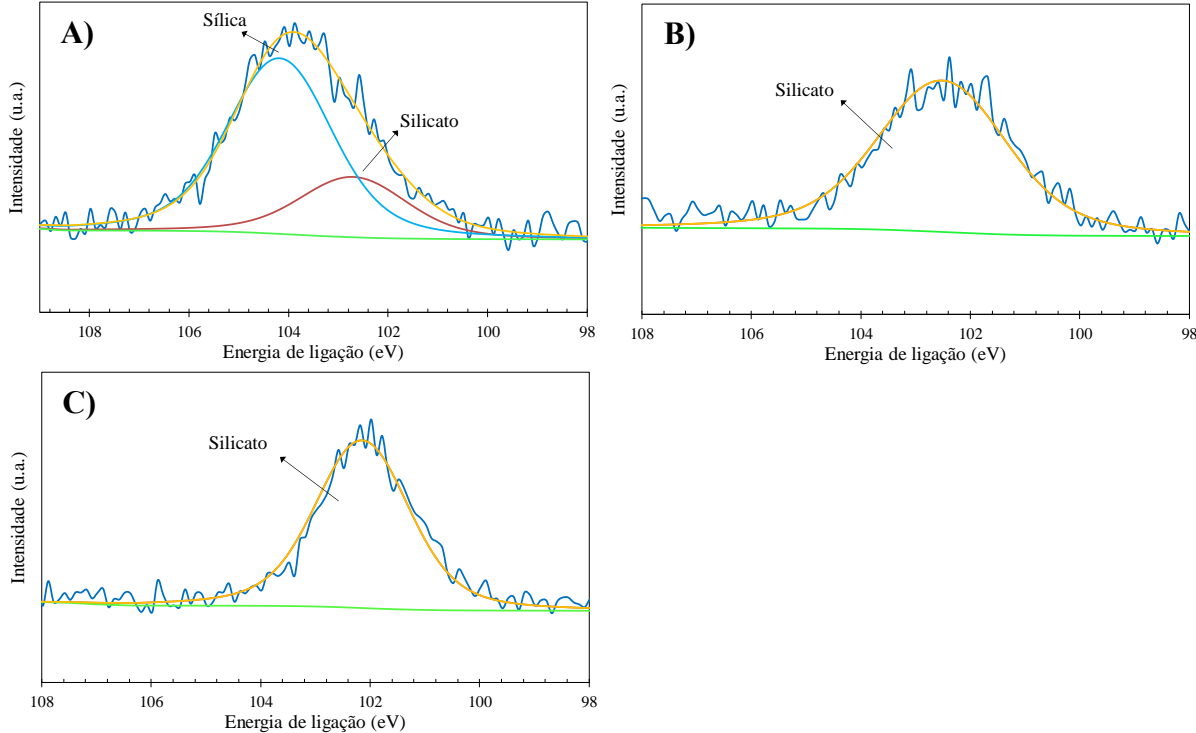 A)
Sílica
Silicato
Intensidade (u.a.)
108 106 104 102 100 98
Energia de ligação (eV)
B)
Silicato
Intensidade (u.a.)
108 106 104 102 100 98
Energia de ligação (eV)
C)
Silicato
Intensidade (u.a.)
108 106 104 102 100 98
Energia de ligação (eV)